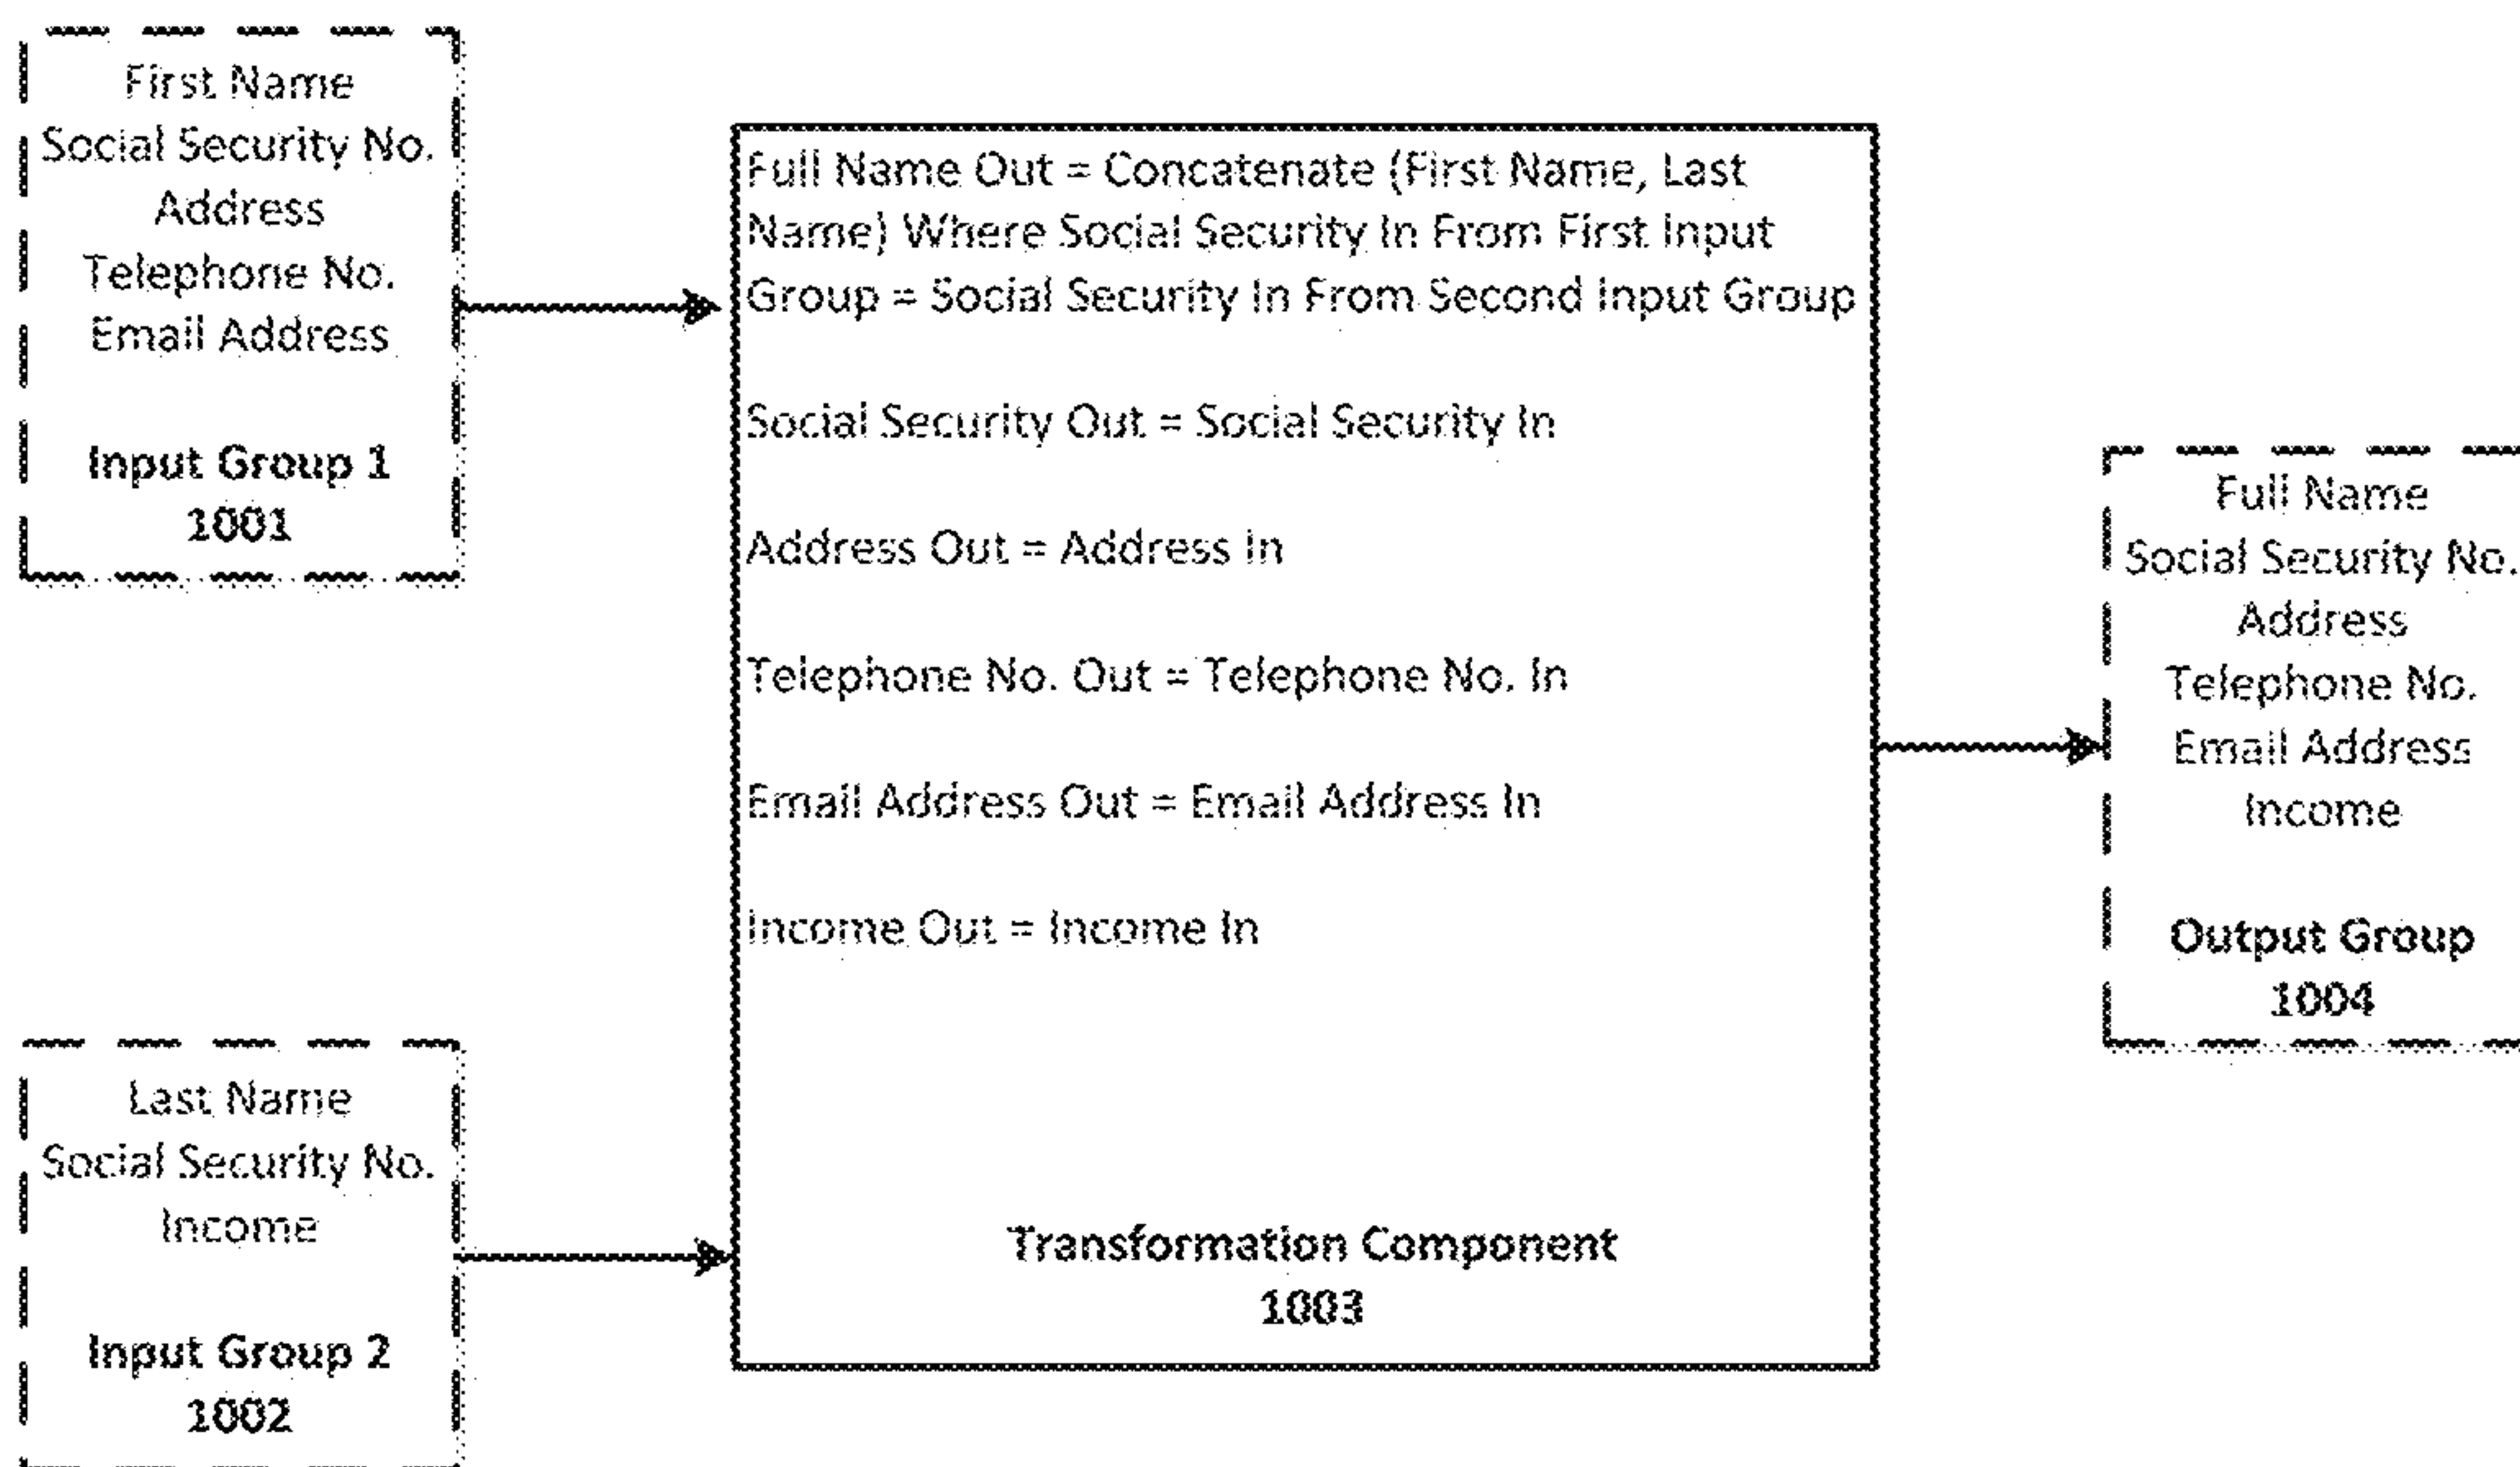 First Name
Social Security No.
Address
Telephone No.
Email Address
Input Group 1
1001
Full Name Out = Concatenate (First Name, Last
Name) Where Social Security In From First Input
Group = Social Security In From Second Input Group
Social Security Out = Social Security In
Address Out = Address In
Telephone No. Out = Telephone No. In
Email Address Out = Email Address In
Income Out = Income In
Transformation Component
1003
Full Name
Social Security No.
Address
Telephone No.
Email Address
Income
Output Group
1004
Last Name
Social Security No.
Income
Input Group 2
1002